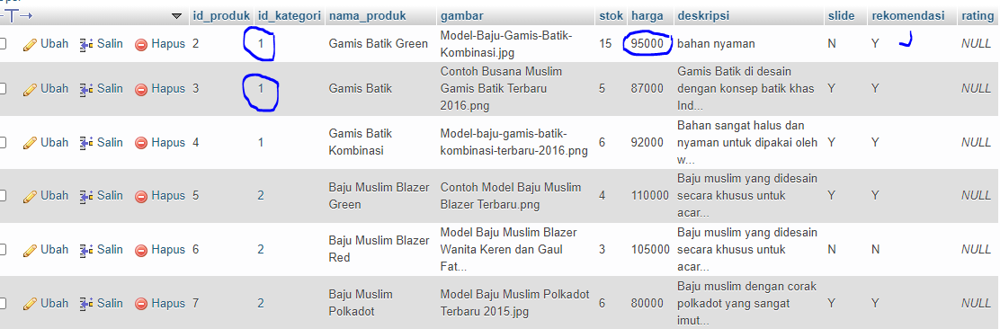 id_produk id_kategori nama_produk gambar stok harga deskripsi slide rekomendasi rating
Ubah Salin Hapus 2 1 Gamis Batik Green Model-Baju-Gamis-Batik-
Kombinasi.jpg 15 95000 bahan nyaman N Y NULL
Ubah Salin Hapus 3 1 Gamis Batik Contoh Busana Muslim
Gamis Batik Terbaru
2016.png 5 87000 Gamis Batik di desain
dengan konsep batik khas
Ind... Y Y NULL
Ubah Salin Hapus 4 1 Gamis Batik
Kombinasi Model-baju-gamis-batik-
kombinasi-terbaru-2016.png 6 92000 Bahan sangat halus dan
nyaman untuk dipakai oleh
w... Y Y NULL
Ubah Salin Hapus 5 2 Baju Muslim Blazer
Green Contoh Model Baju Muslim
Blazer Terbaru.png 4 110000 Baju muslim yang didesain
secara khusus untuk
acar... Y Y NULL
Ubah Salin Hapus 6 2 Baju Muslim Blazer
Red Model Baju Muslim Blazer
Wanita Keren dan Gaul
Fat... 3 105000 Baju muslim yang didesain
secara khusus untuk
acar... N N NULL
Ubah Salin Hapus 7 2 Baju Muslim
Polkadot Model Baju Muslim Polkadot
Terbaru 2015.jpg 6 80000 Baju muslim dengan corak
polkadot yang sangat
imut... Y Y NULL